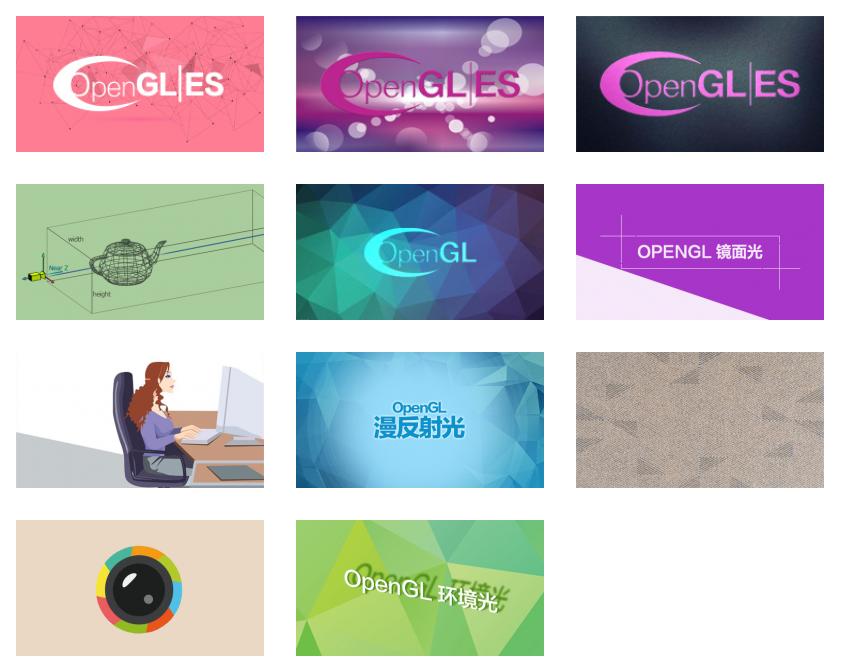 OpenGL|ES
OpenGL|ES
OpenGL|ES
width
Near Z
height
OpenGL
OPENGL 镜面光
OpenGL
漫反射光
OpenGL 环境光